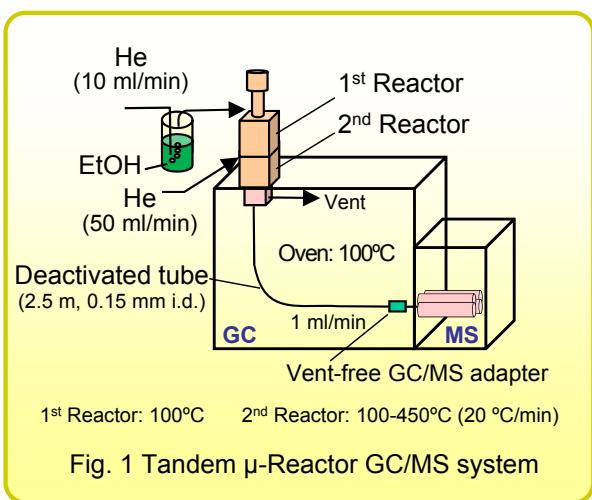 He
(10 ml/min)
1st Reactor
2nd Reactor
EtOH
He
(50 ml/min)
Vent
Oven: 100ºC
Deactivated tube
(2.5 m, 0.15 mm i.d.)
1 ml/min
GC
MS
Vent-free GC/MS adapter
1st Reactor: 100ºC 2nd Reactor: 100-450ºC (20 ºC/min)
Fig. 1 Tandem µ-Reactor GC/MS system